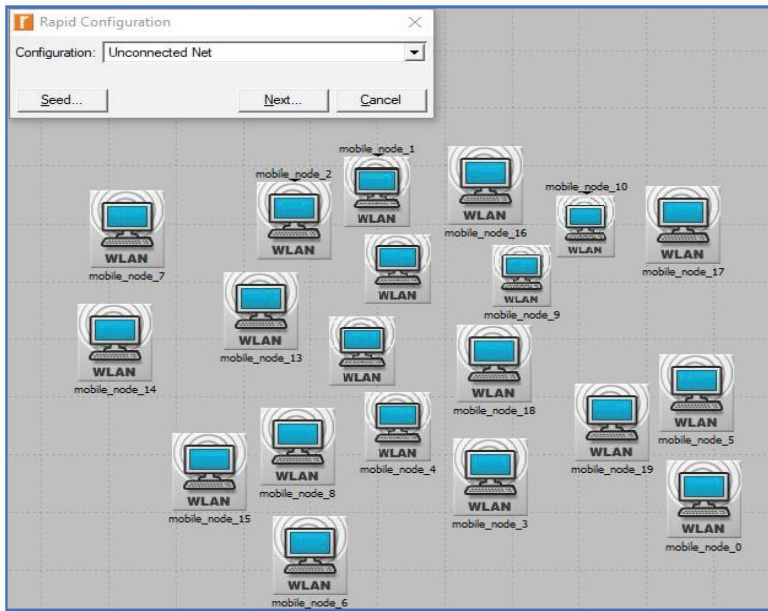 Rapid Configuration
Configuration: Unconnected Net
Seed... Next... Cancel
mobile_node_1
mobile_node_2
WLAN
mobile_node_16
mobile_node_10
WLAN
mobile_node_7
WLAN
WLAN
WLAN
mobile_node_17
WLAN
WLAN
mobile_node_9
WLAN
mobile_node_13
WLAN
mobile_node_14
WLAN
WLAN
mobile_node_18
WLAN
mobile_node_5
WLAN
mobile_node_4
WLAN
mobile_node_19
WLAN
mobile_node_8
WLAN
mobile_node_15
WLAN
mobile_node_3
WLAN
mobile_node_0
WLAN
mobile_node_6
WLAN